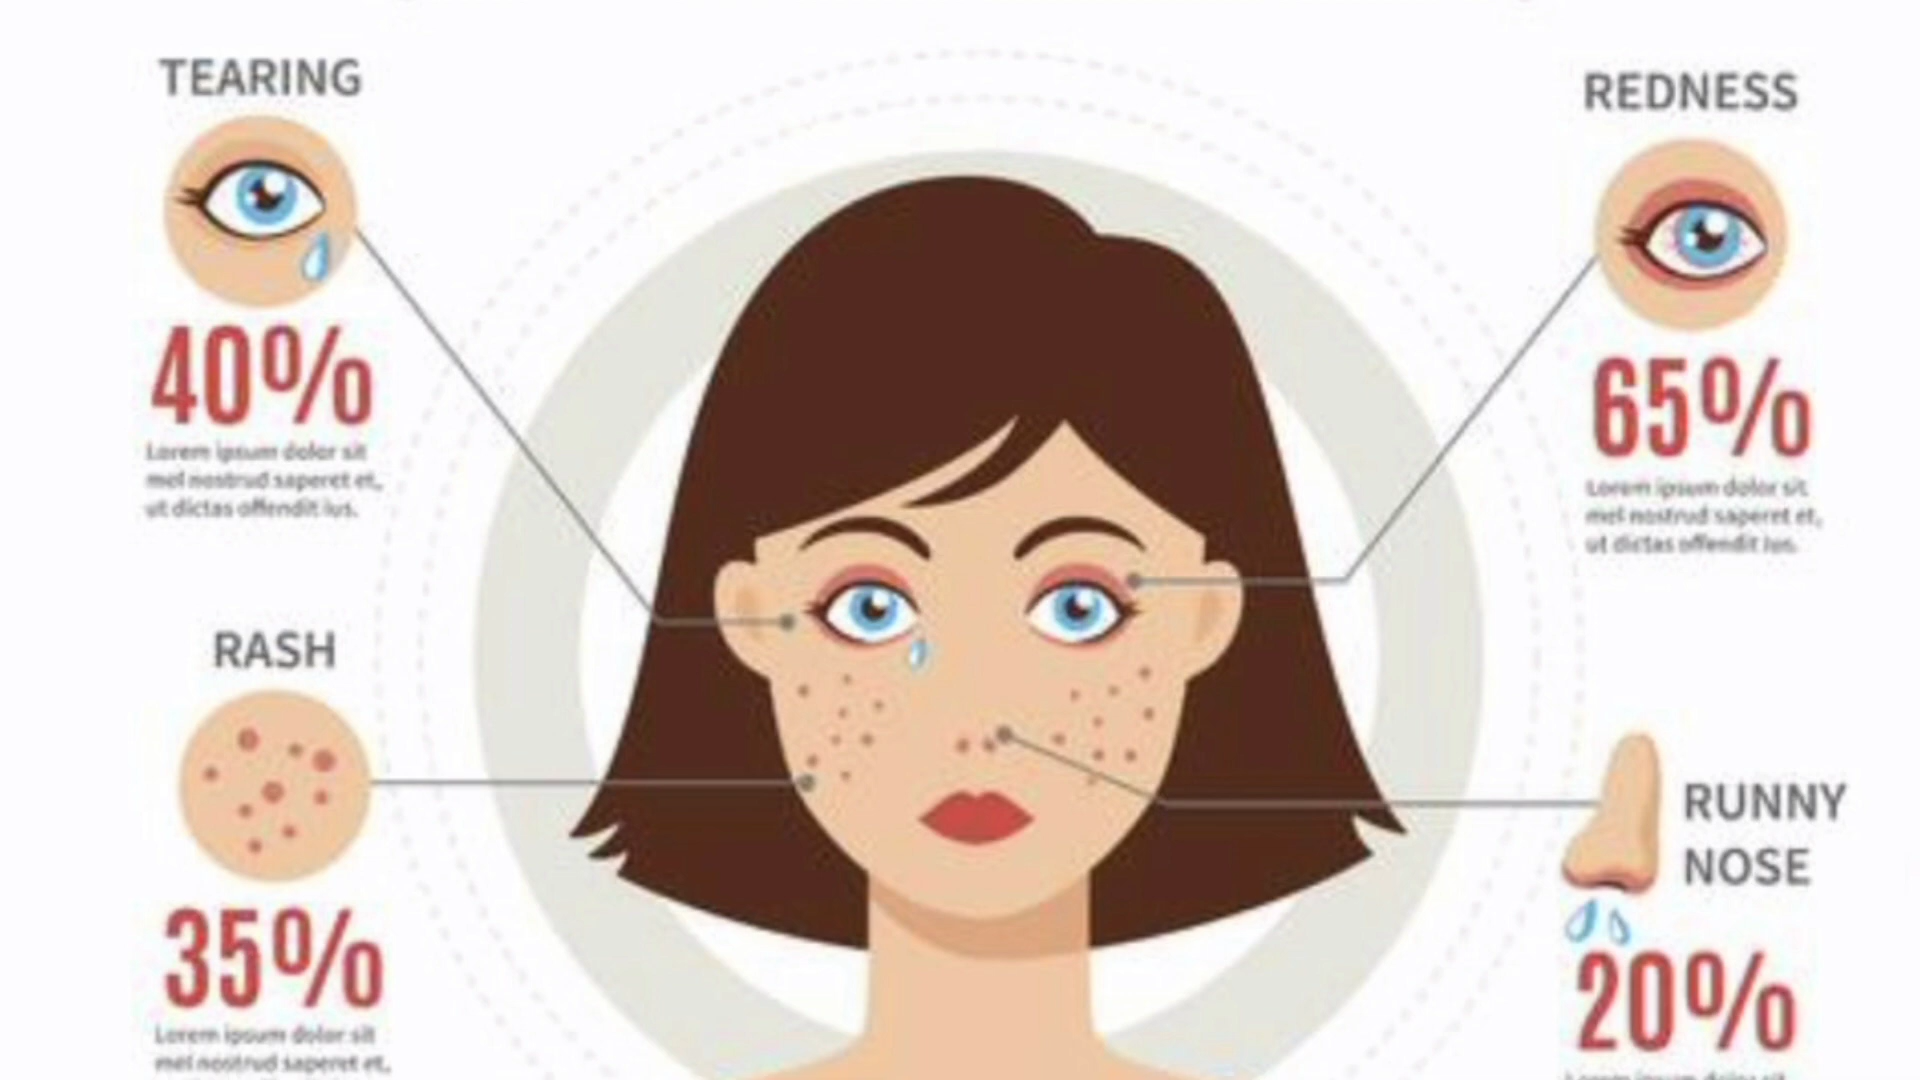 TEARING
40%
Lorem ipsum dolor sit
mel nostrud saperet et,
ut dictas offendit ius.
REDNESS
65%
Lorem ipsum dolor sit
mel nostrud saperet et,
ut dictas offendit ius.
RASH
35%
Lorem ipsum dolor sit
mel nostrud saperet et,
RUNNY
NOSE
20%